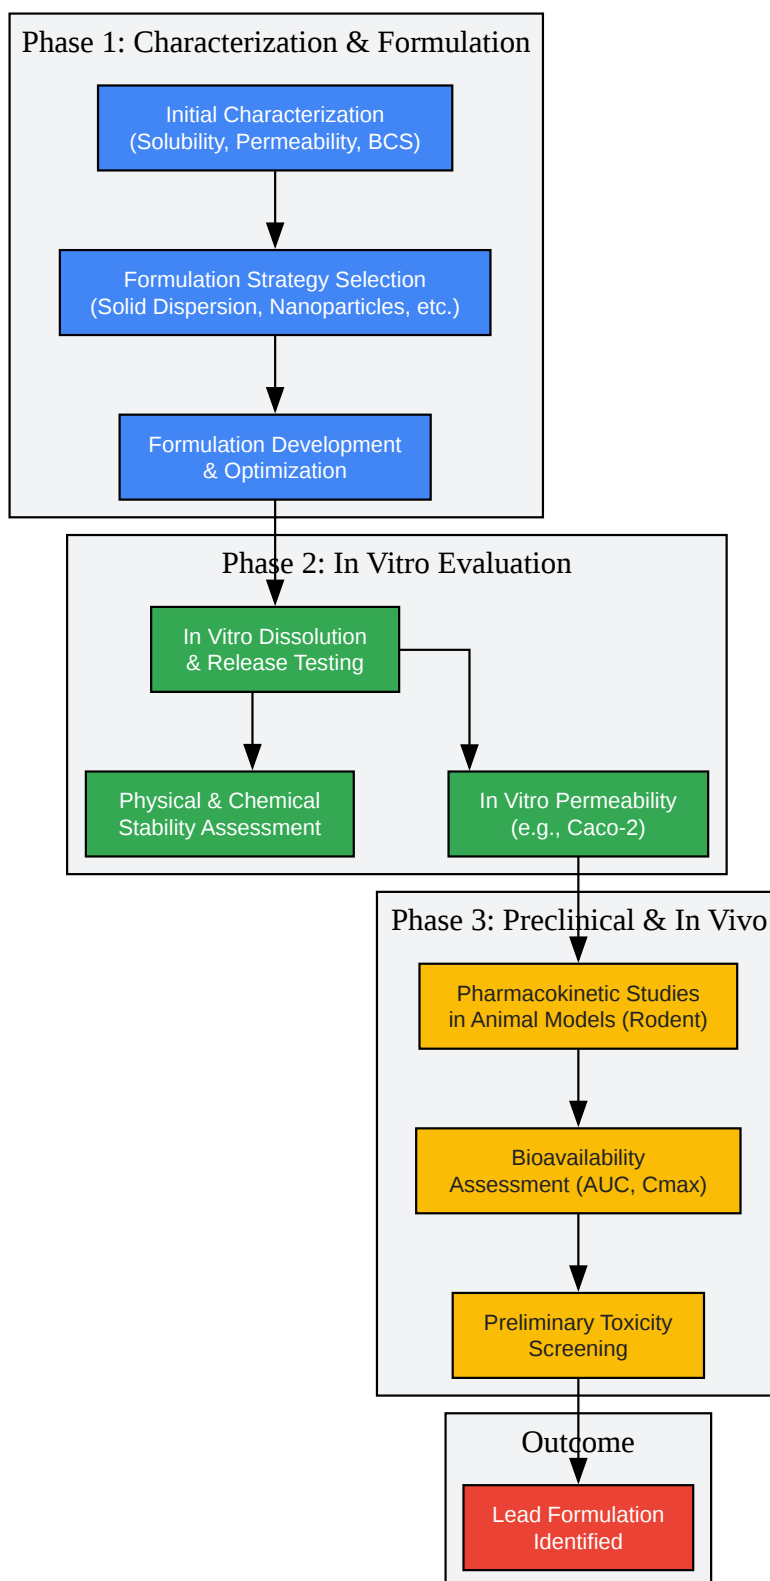 Phase 1: Characterization & Formulation
Initial Characterization
(Solubility, Permeability, BCS)
Formulation Strategy Selection
(Solid Dispersion, Nanoparticles, etc.)
Formulation Development
& Optimization
Phase 2: In Vitro Evaluation
In Vitro Dissolution
& Release Testing
Physical & Chemical
Stability Assessment
In Vitro Permeability
(e.g., Caco-2)
Phase 3: Preclinical & In Vivo
Pharmacokinetic Studies
in Animal Models (Rodent)
Bioavailability
Assessment (AUC, Cmax)
Preliminary Toxicity
Screening
Outcome
Lead Formulation
Identified